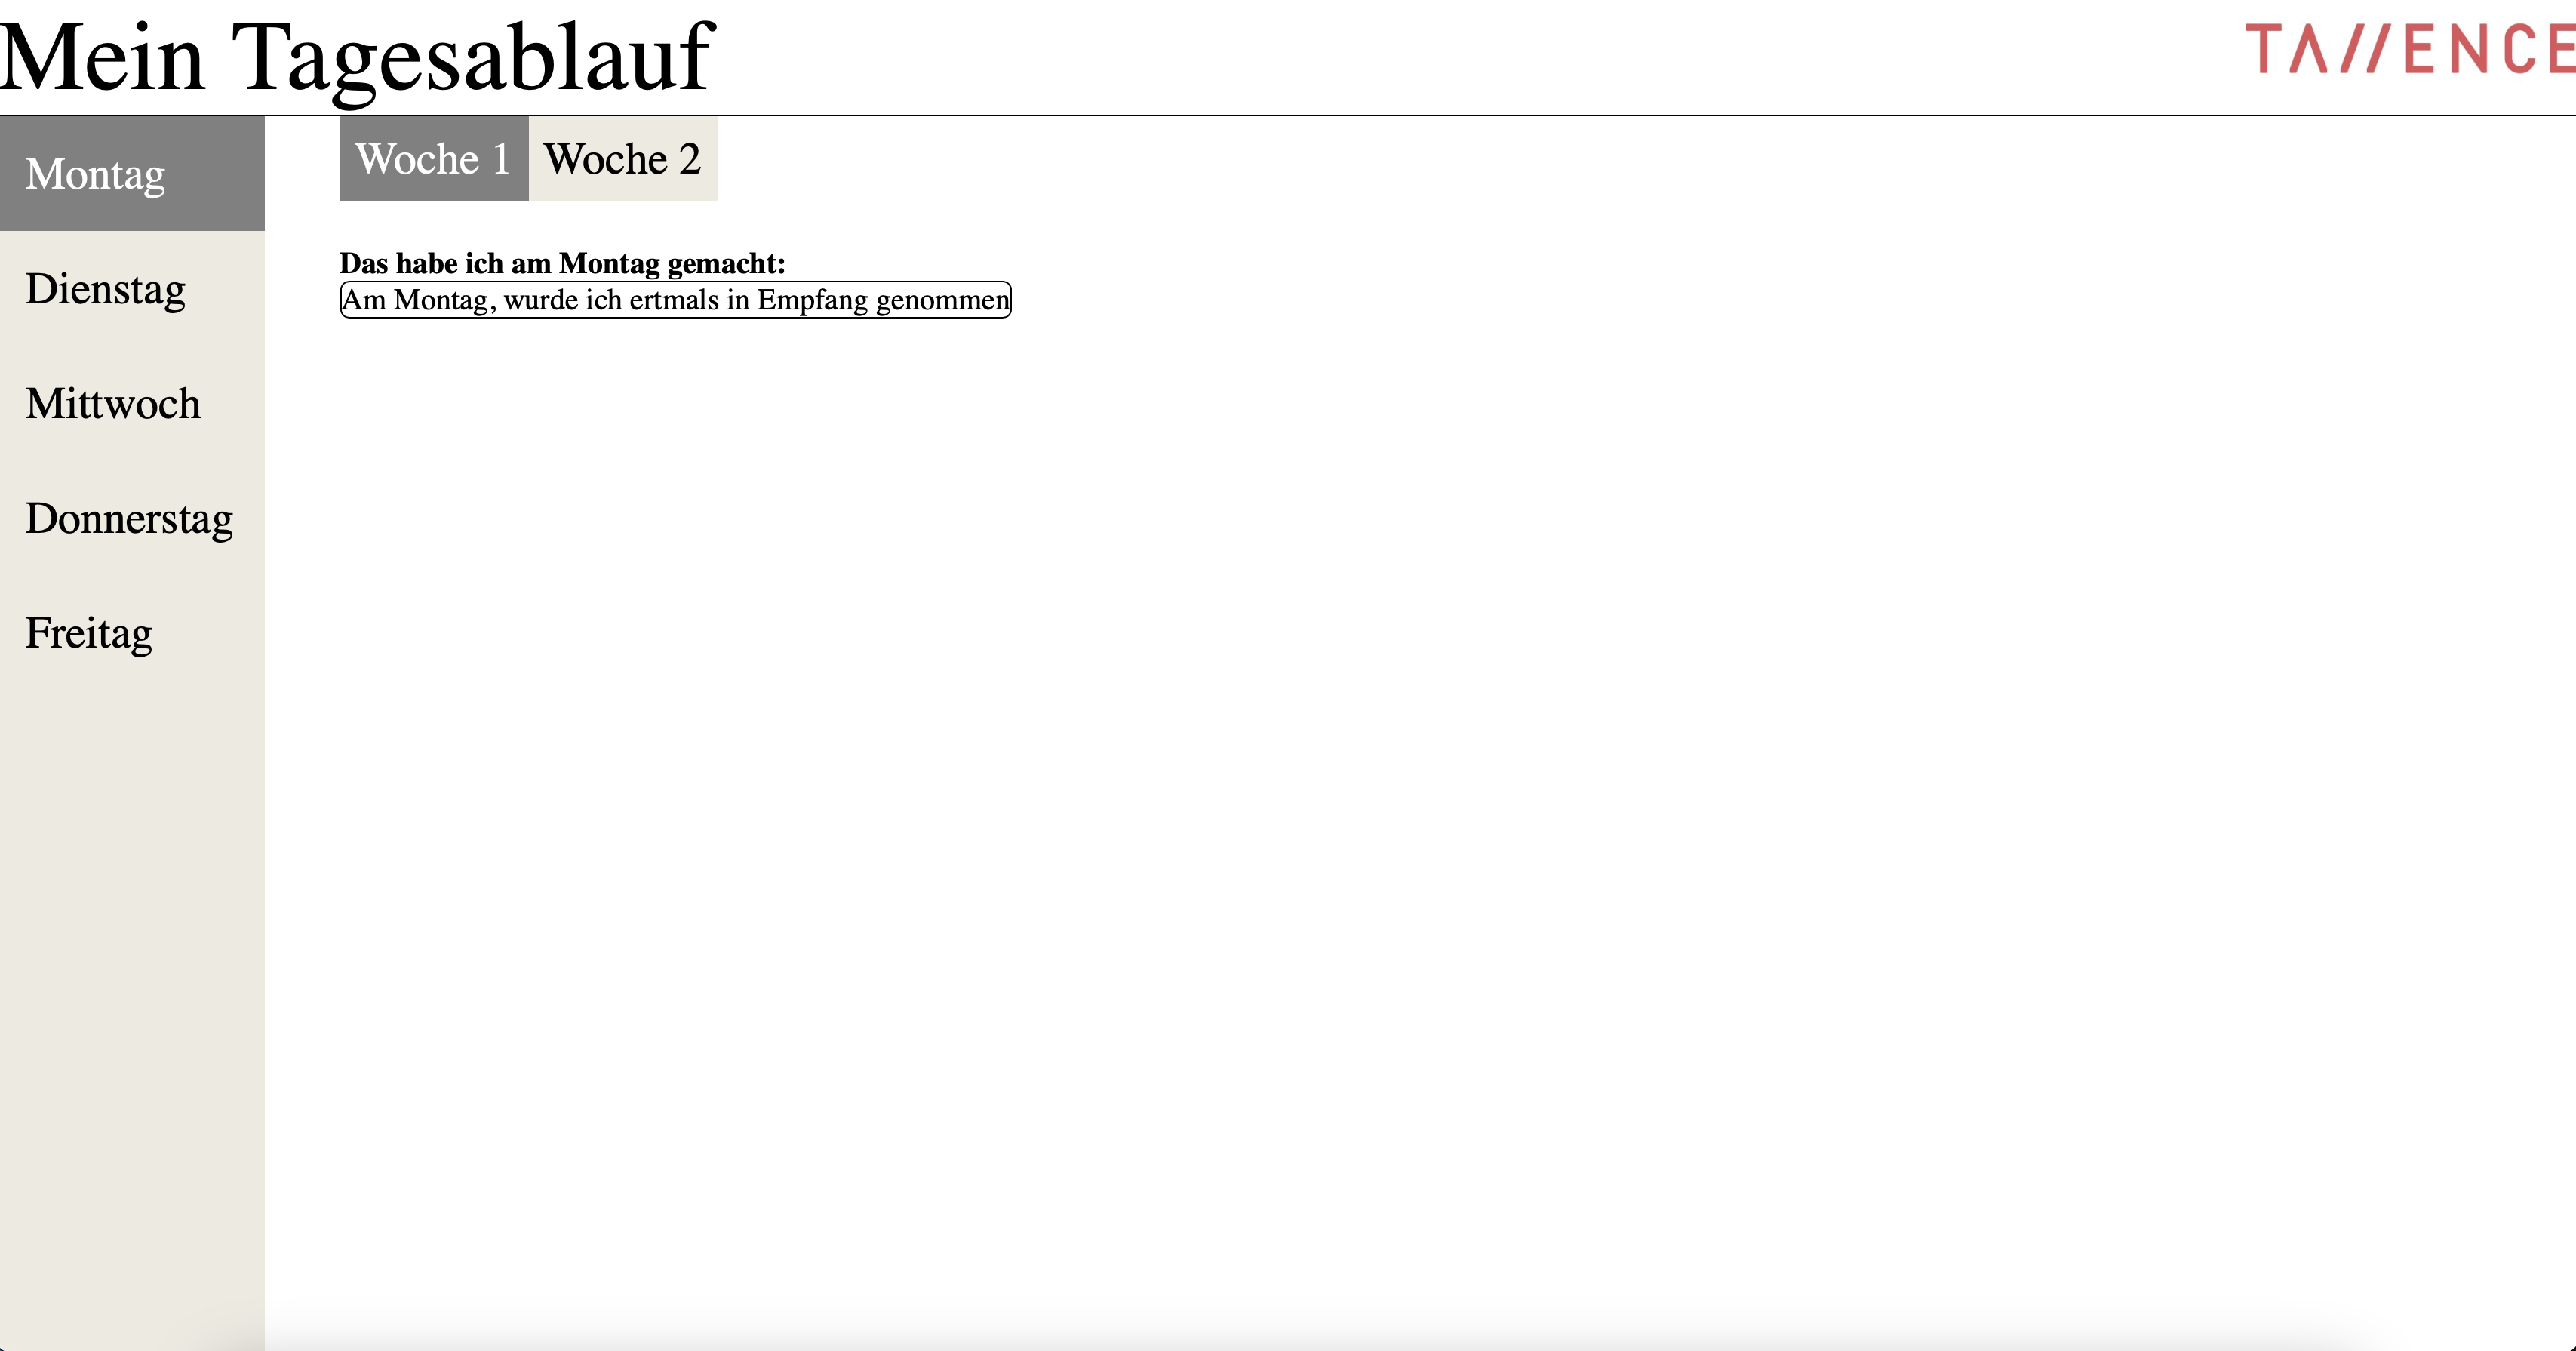 Mein Tagesablauf
TA//ENCE
Montag
Dienstag
Mittwoch
Donnerstag
Freitag
Woche 1
Woche 2
Das habe ich am Montag gemacht:
Am Montag, wurde ich ertmals in Empfang genommen